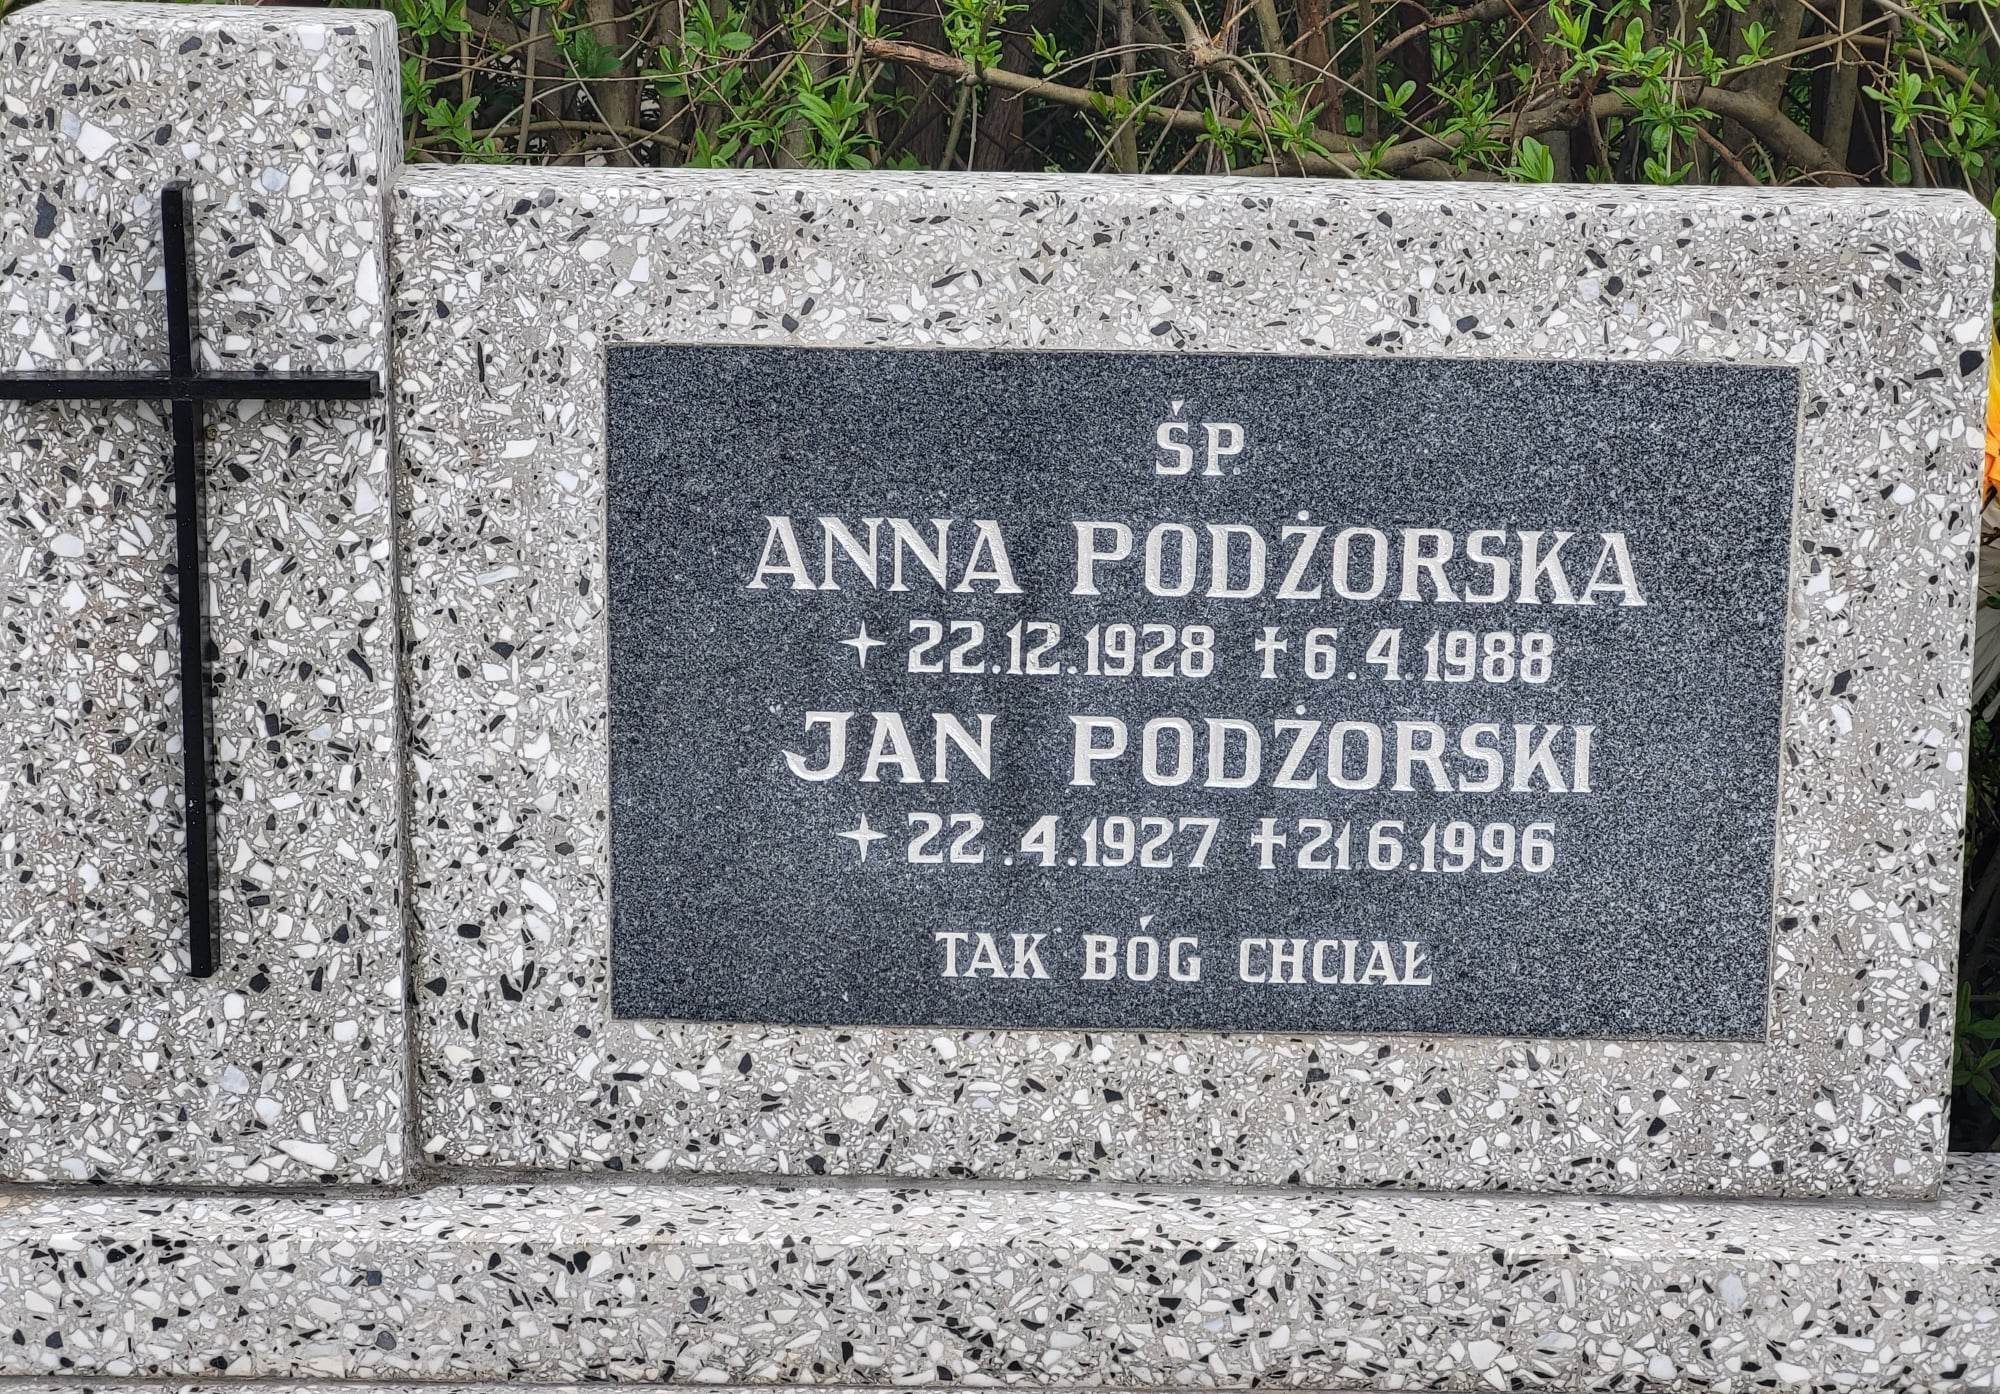 ŚP.
ANNA PODŻORSKA
✦ 22.12.1928 ✝ 6.4.1988
JAN PODŻORSKI
✦ 22.4.1927 ✝ 21 6.1996
TAK BÓG CHCIAŁ